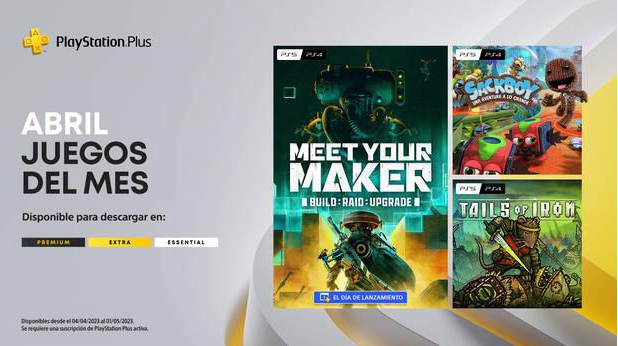 PlayStation.Plus
ABRIL
JUEGOS
DEL MES
Disponible para descargar en:
PREMIUM
EXTRA
ESSENTIAL
Disponibles desde el 04/04/2023 al 01/05/2023.
Se requiere una suscripción de PlayStation Plus activa.
PS5 PS4
MEET YOUR
MAKER
BUILD:RAID:UPGRADE
EL DÍA DE LANZAMIENTO
PS5 PS4
SACKBOY
UNA AVENTURA A LO GRANDE
PS5 PS4
TAILS OF IRON